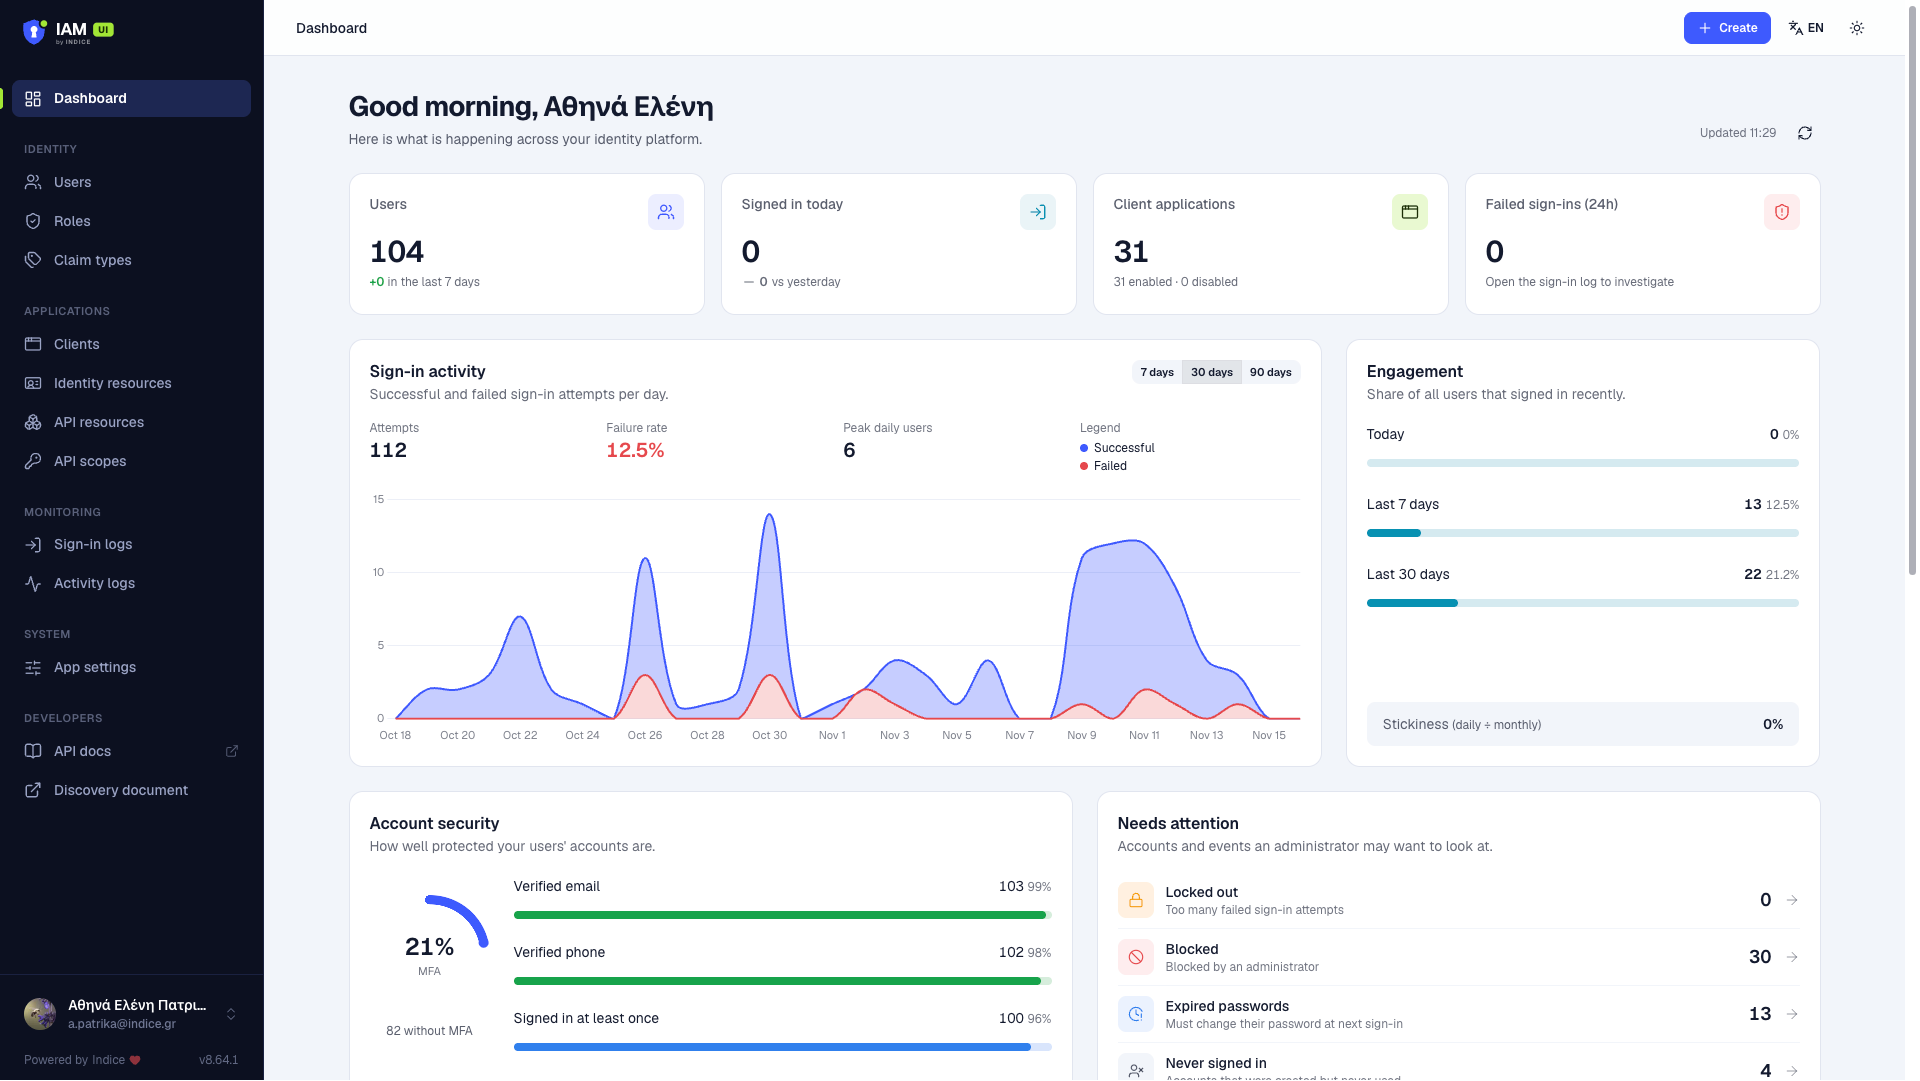 IAM UI
by INDICE
Dashboard
IDENTITY
Users
Roles
Claim types
APPLICATIONS
Clients
Identity resources
API resources
API scopes
MONITORING
Sign-in logs
Activity logs
SYSTEM
App settings
DEVELOPERS
API docs
Discovery document
Αθηνά Ελένη Πατρι...
a.patrika@indice.gr
Powered by Indice
v8.64.1
Dashboard
Create
EN
Good morning, Αθηνά Ελένη
Here is what is happening across your identity platform.
Updated 11:29
Users
104
+0 in the last 7 days
Signed in today
0
— 0 vs yesterday
Client applications
31
31 enabled · 0 disabled
Failed sign-ins (24h)
0
Open the sign-in log to investigate
Sign-in activity
Successful and failed sign-in attempts per day.
7 days 30 days 90 days
Attempts
112
Failure rate
12.5%
Peak daily users
6
Legend
Successful
Failed
15
10
5
0
Oct 18 Oct 20 Oct 22 Oct 24 Oct 26 Oct 28 Oct 30 Nov 1 Nov 3 Nov 5 Nov 7 Nov 9 Nov 11 Nov 13 Nov 15
Engagement
Share of all users that signed in recently.
Today 0 0%
Last 7 days 13 12.5%
Last 30 days 22 21.2%
Stickiness (daily ÷ monthly) 0%
Account security
How well protected your users' accounts are.
21%
MFA
82 without MFA
Verified email 103 99%
Verified phone 102 98%
Signed in at least once 100 96%
Needs attention
Accounts and events an administrator may want to look at.
Locked out
Too many failed sign-in attempts
0
Blocked
Blocked by an administrator
30
Expired passwords
Must change their password at next sign-in
13
Never signed in
Accounts that were created but never used
4